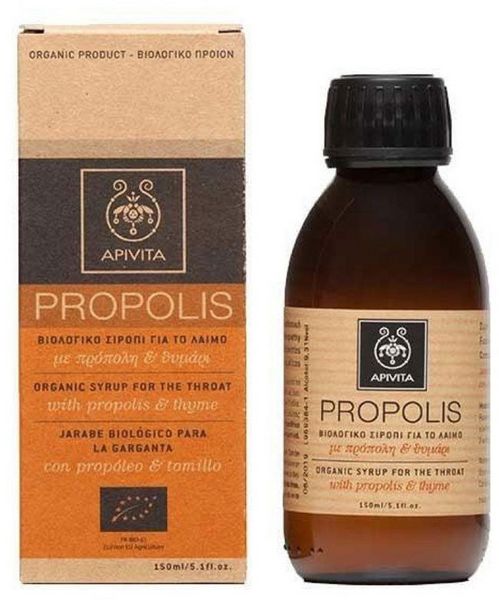 ORGANIC PRODUCT - ΒΙΟΛΟΓΙΚΟ ΠΡΟΪΟΝ
APIVITA
PROPOLIS
ΒΙΟΛΟΓΙΚΟ ΣΙΡΟΠΙ ΓΙΑ ΤΟ ΛΑΙΜΟ
με πρόπολη & θυμάρι
ORGANIC SYRUP FOR THE THROAT
with propolis & thyme
JARABE BIOLÓGICO PARA
LA GARGANTA
con propóleo & tomillo
150ml/5.1fl.oz.
APIVITA
PROPOLIS
ΒΙΟΛΟΓΙΚΟ ΣΙΡΟΠΙ ΓΙΑ ΤΟ ΛΑΙΜΟ
με πρόπολη & θυμάρι
ORGANIC SYRUP FOR THE THROAT
with propolis & thyme
150ml/5.1fl.oz.